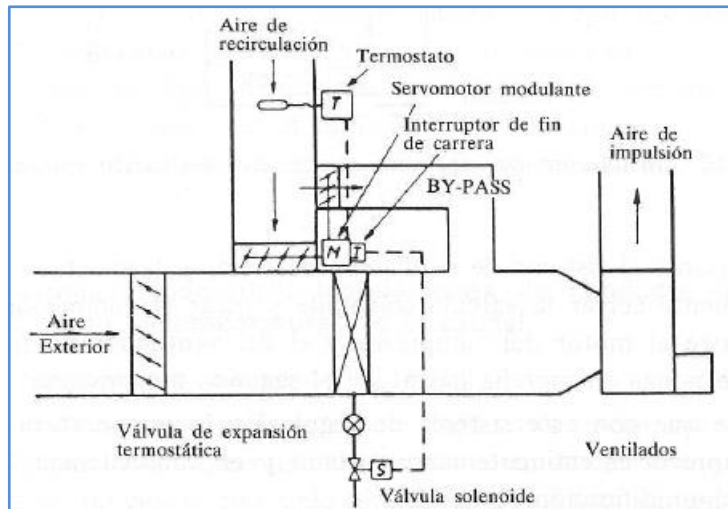 Aire de
recirculación
Termostato
T
Servomotor modulante
Interruptor de fin
de carrera
Aire de
impulsión
BY-PASS
M
I
Aire
Exterior
Válvula de expansión
termostática
Ventilados
S
Válvula solenoide